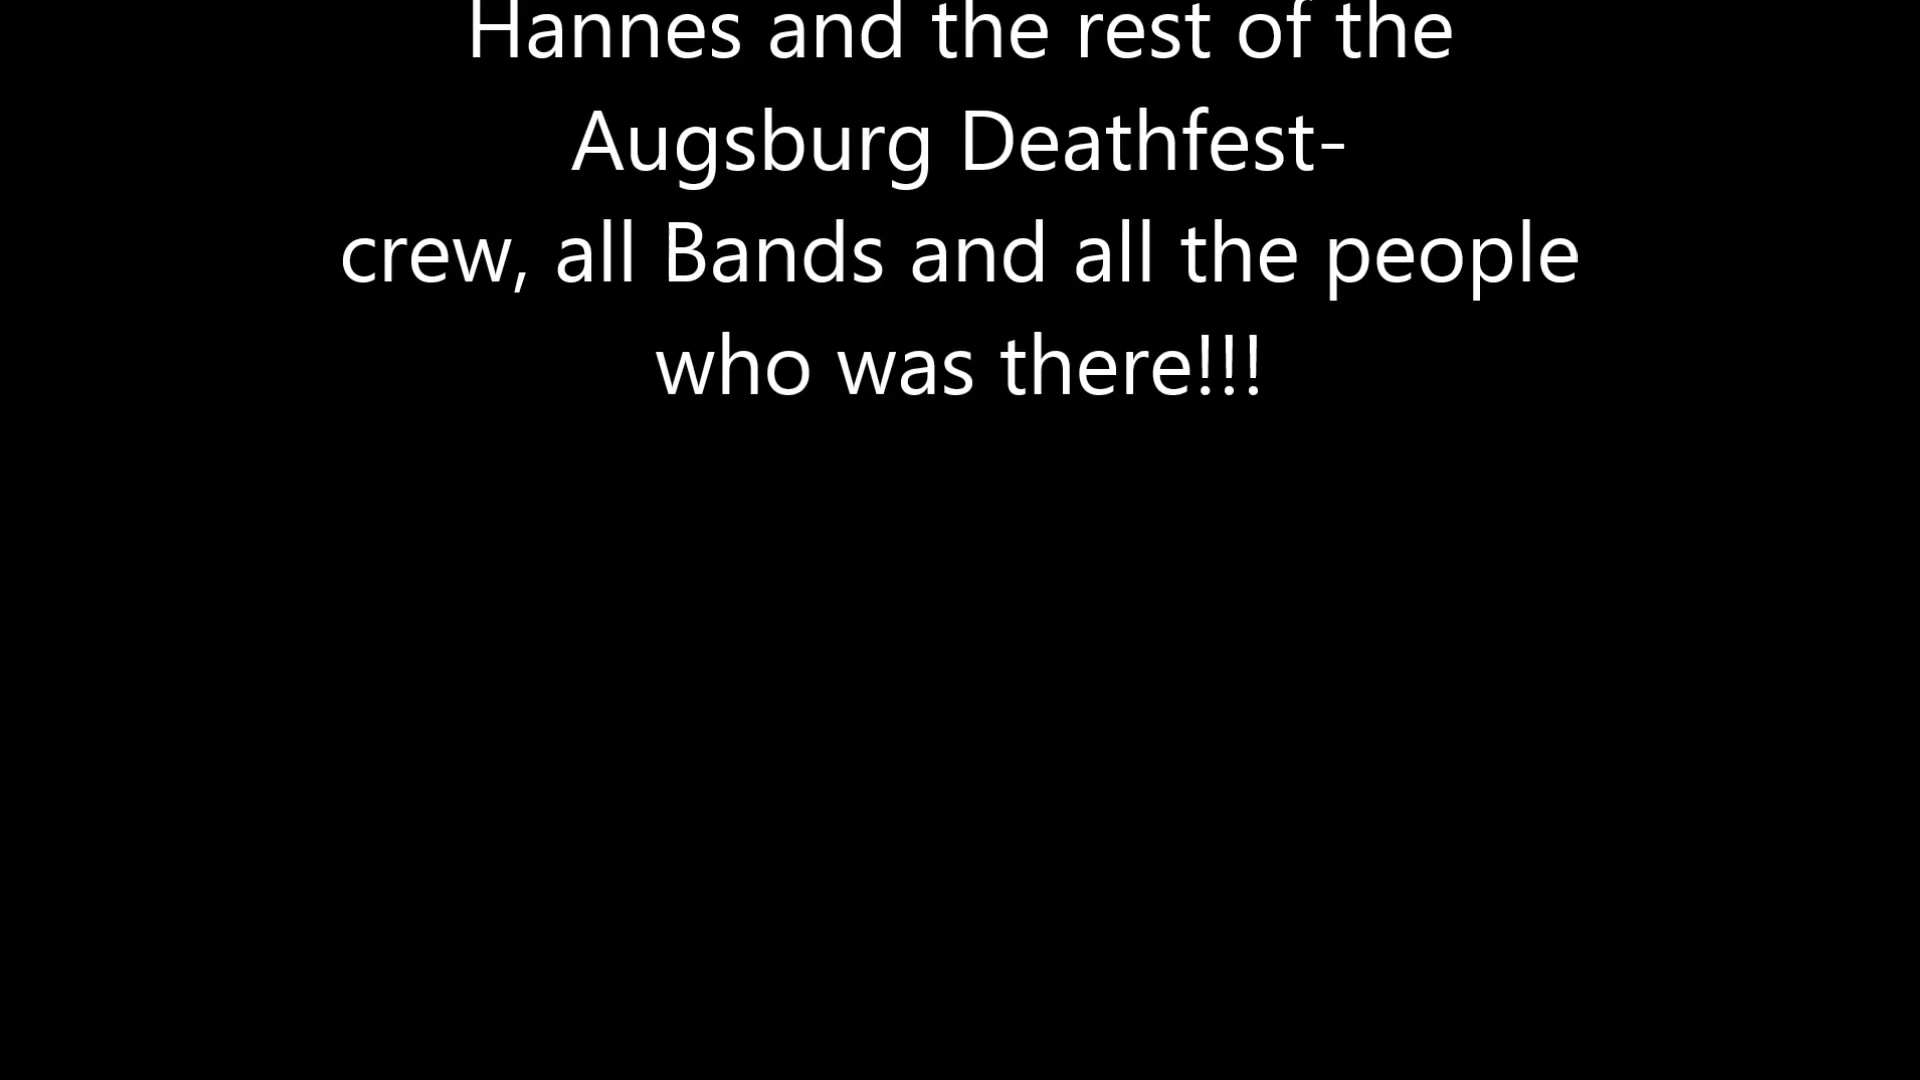 Hannes and the rest of the
Augsburg Deathfest-
crew, all Bands and all the people
who was there!!!